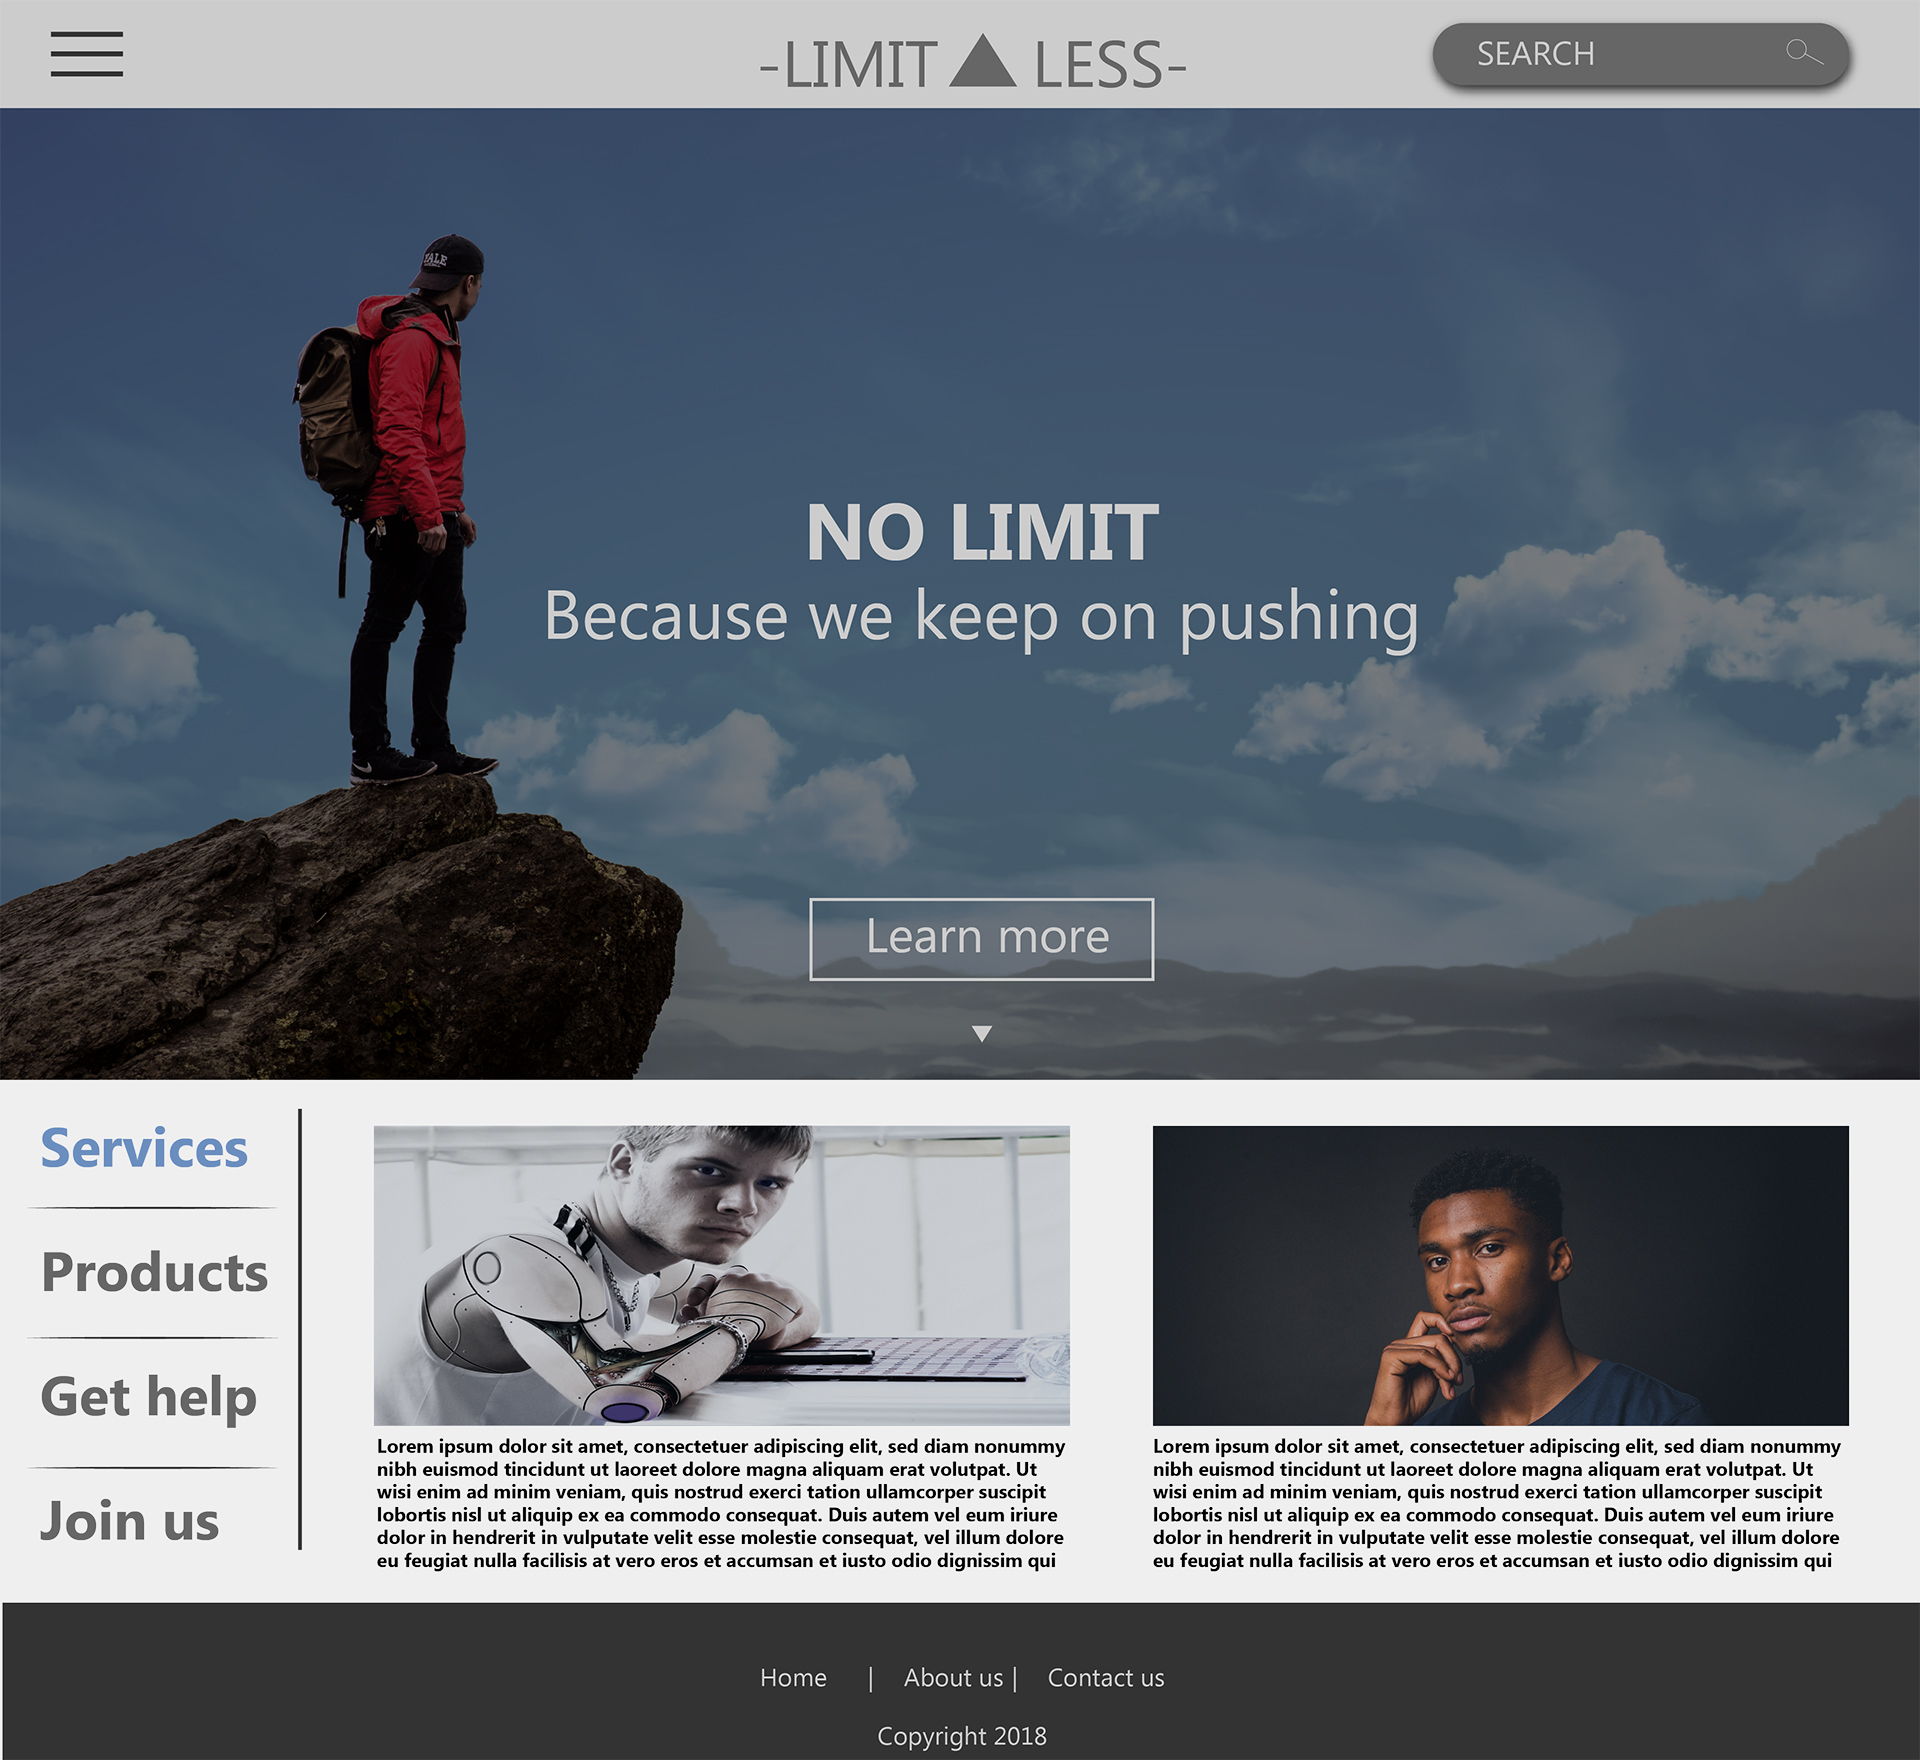 -LIMIT LESS-
SEARCH
YALE
NO LIMIT
Because we keep on pushing
Learn more
Services
Products
Get help
Join us
Lorem ipsum dolor sit amet, consectetuer adipiscing elit, sed diam nonummy
nibh euismod tincidunt ut laoreet dolore magna aliquam erat volutpat. Ut
wisi enim ad minim veniam, quis nostrud exerci tation ullamcorper suscipit
lobortis nisl ut aliquip ex ea commodo consequat. Duis autem vel eum iriure
dolor in hendrerit in vulputate velit esse molestie consequat, vel illum dolore
eu feugiat nulla facilisis at vero eros et accumsan et iusto odio dignissim qui
Lorem ipsum dolor sit amet, consectetuer adipiscing elit, sed diam nonummy
nibh euismod tincidunt ut laoreet dolore magna aliquam erat volutpat. Ut
wisi enim ad minim veniam, quis nostrud exerci tation ullamcorper suscipit
lobortis nisl ut aliquip ex ea commodo consequat. Duis autem vel eum iriure
dolor in hendrerit in vulputate velit esse molestie consequat, vel illum dolore
eu feugiat nulla facilisis at vero eros et accumsan et iusto odio dignissim qui
Home | About us | Contact us
Copyright 2018